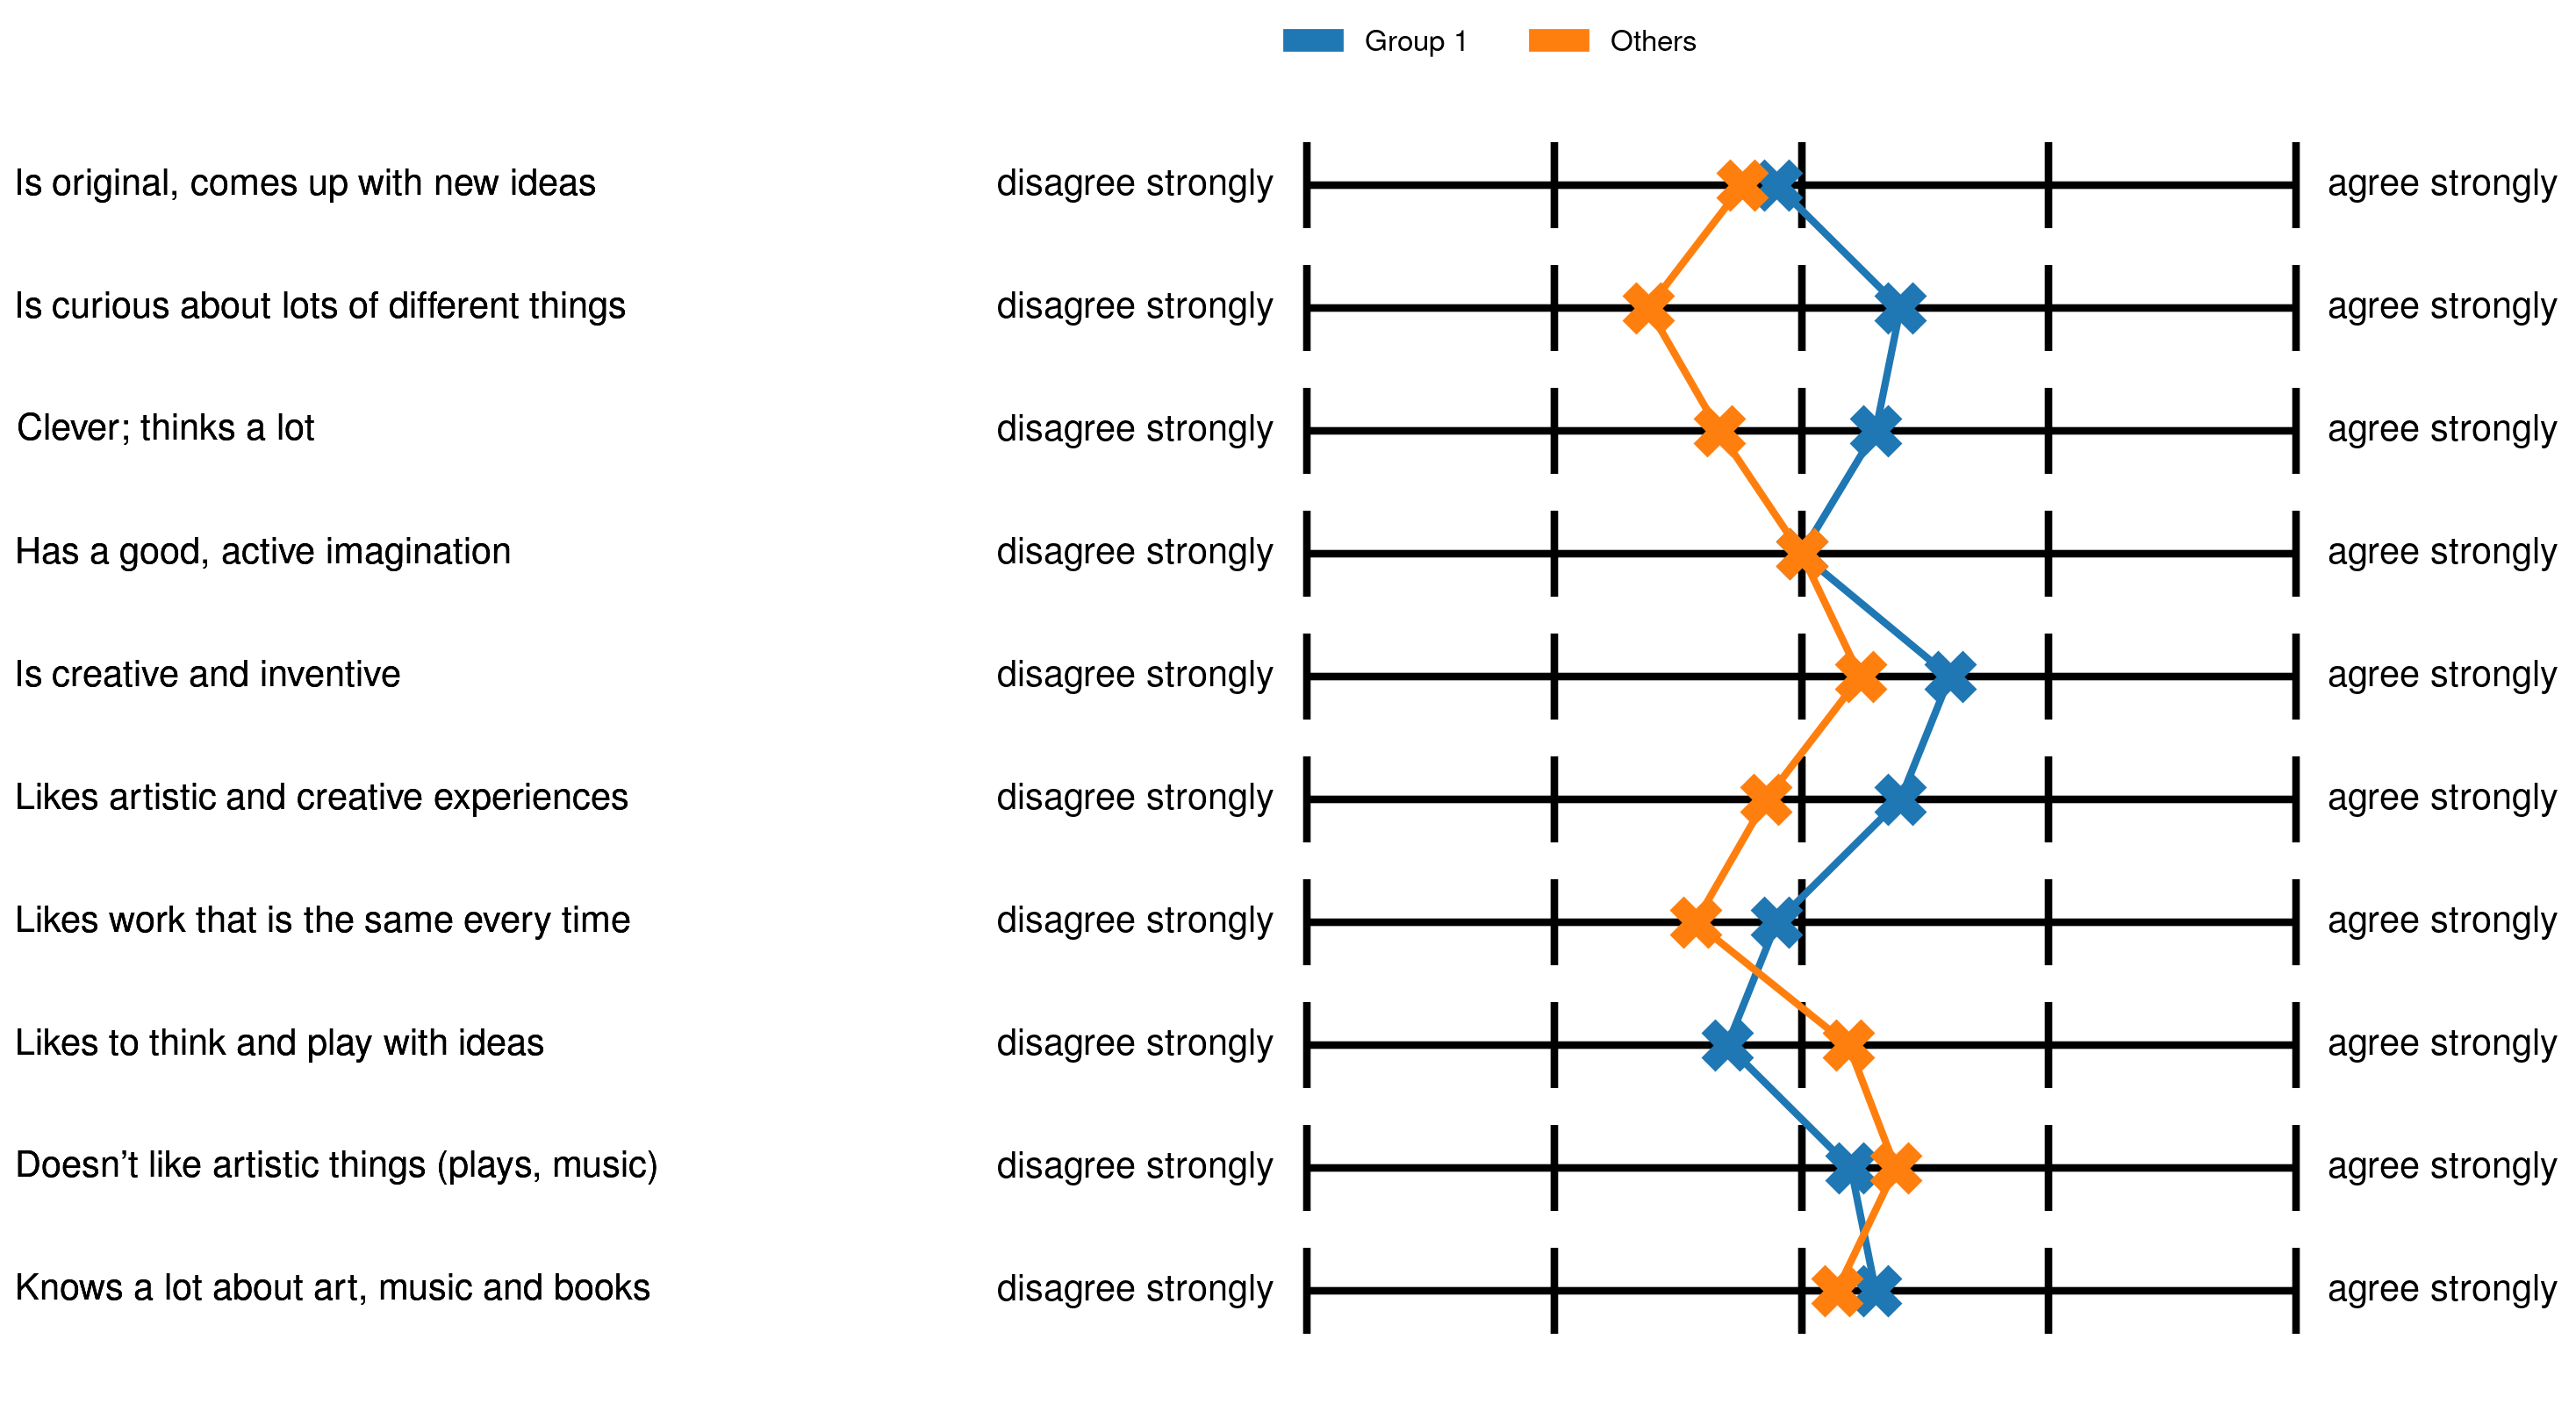 Group 1 Others
Is original, comes up with new ideas disagree strongly agree strongly
Is curious about lots of different things disagree strongly agree strongly
Clever; thinks a lot disagree strongly agree strongly
Has a good, active imagination disagree strongly agree strongly
Is creative and inventive disagree strongly agree strongly
Likes artistic and creative experiences disagree strongly agree strongly
Likes work that is the same every time disagree strongly agree strongly
Likes to think and play with ideas disagree strongly agree strongly
Doesn’t like artistic things (plays, music) disagree strongly agree strongly
Knows a lot about art, music and books disagree strongly agree strongly